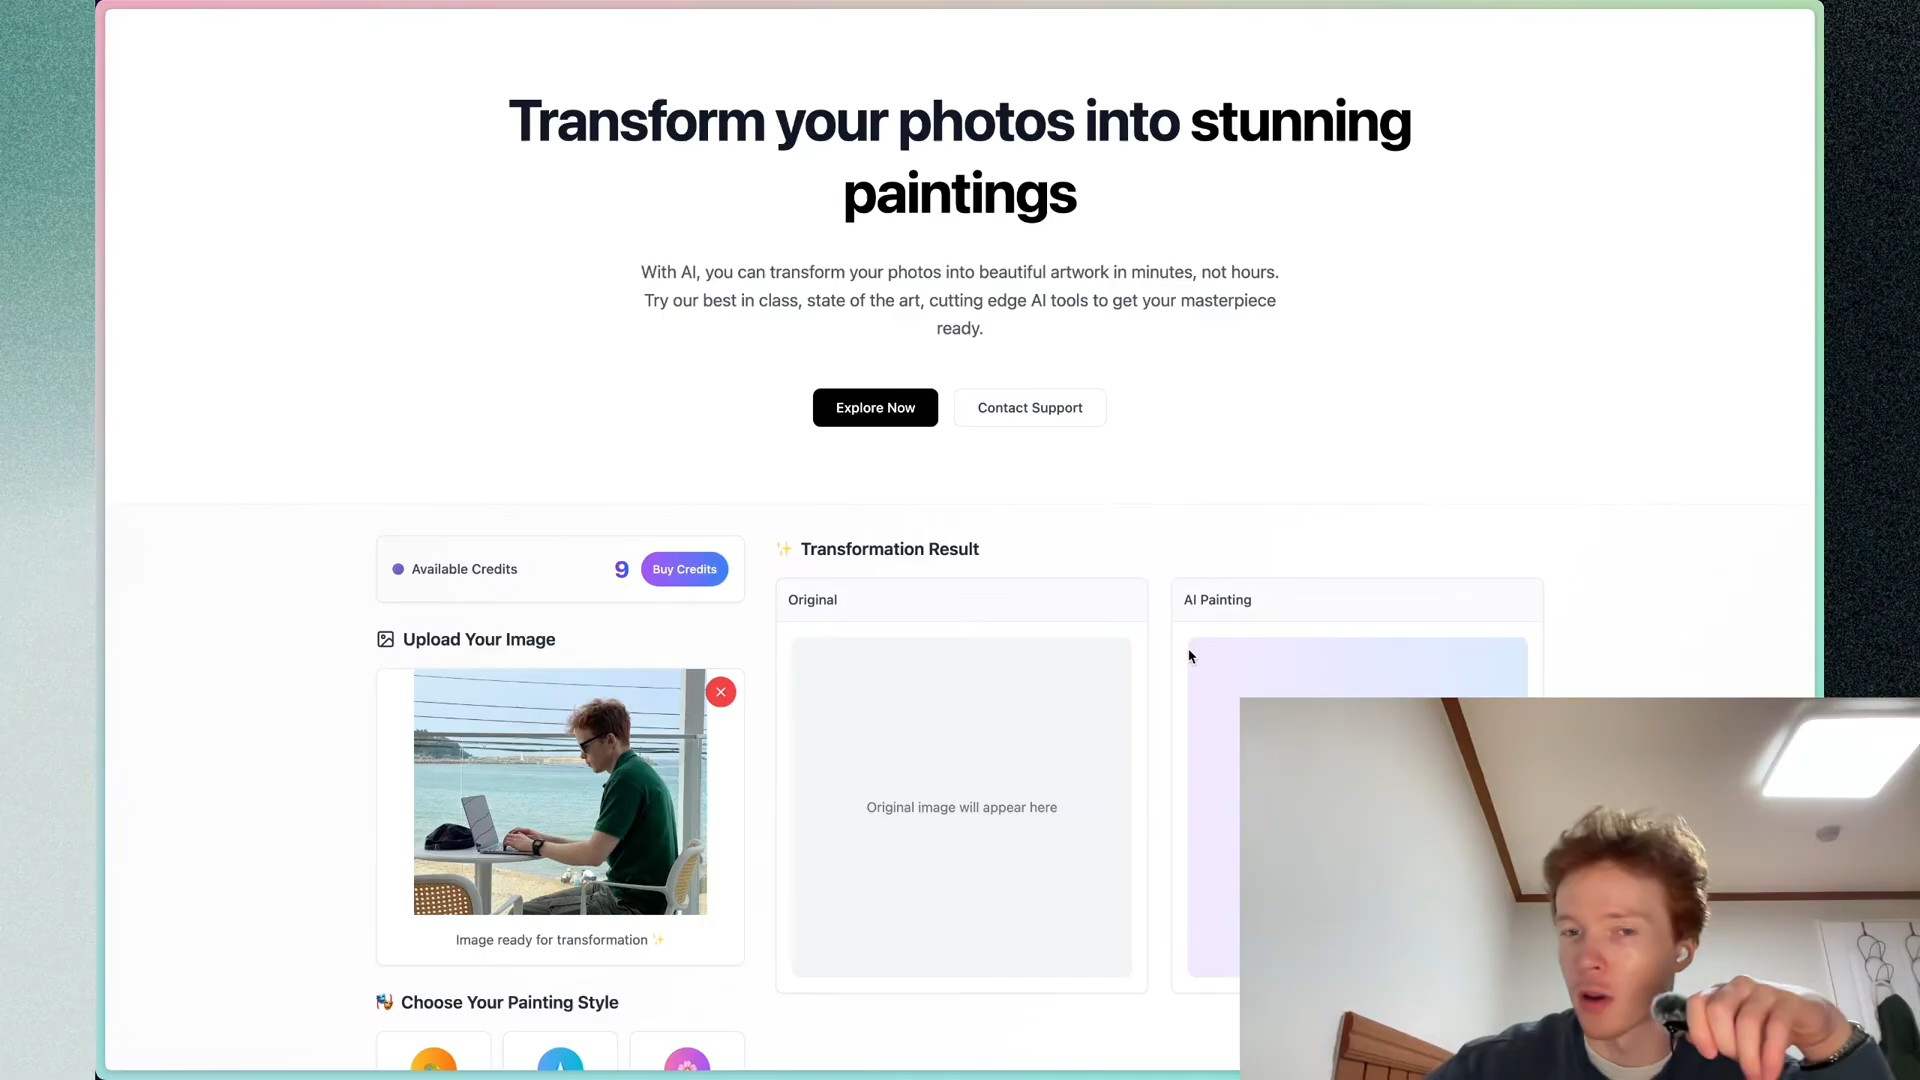 Transform your photos into stunning
paintings
With AI, you can transform your photos into beautiful artwork in minutes, not hours.
Try our best in class, state of the art, cutting edge AI tools to get your masterpiece
ready.
Explore Now
Contact Support
Available Credits
9
Buy Credits
Upload Your Image
Image ready for transformation ✨
Choose Your Painting Style
✨ Transformation Result
Original
Original image will appear here
AI Painting